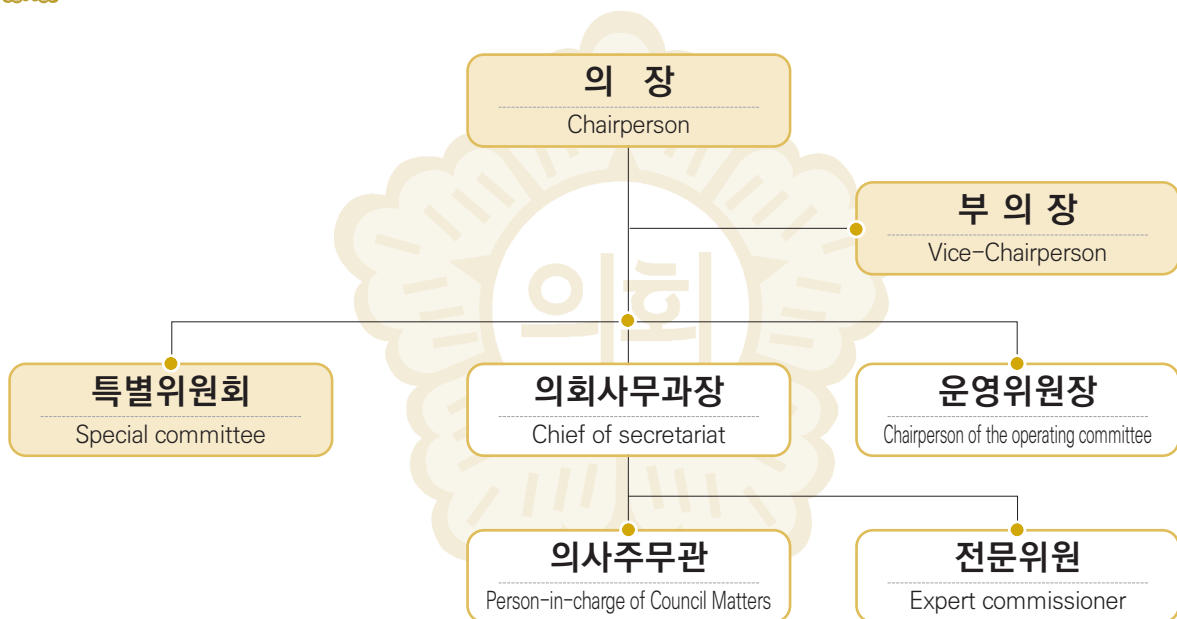 의 장
Chairperson
부 의 장
Vice-Chairperson
의회
특별위원회
Special committee
의회사무과장
Chief of secretariat
운영위원장
Chairperson of the operating committee
의사주무관
Person-in-charge of Council Matters
전문위원
Expert commissioner